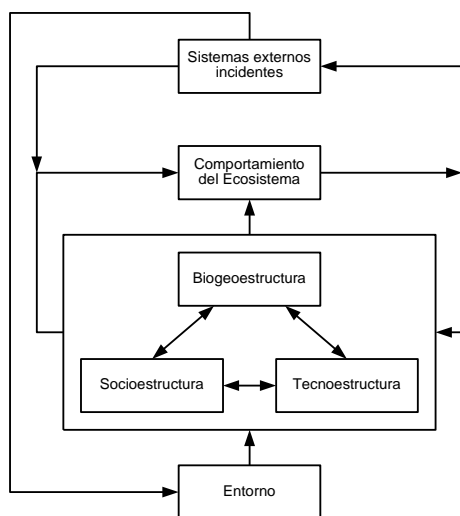 Sistemas externos
incidentes
Comportamiento
del Ecosistema
Biogeoestructura
Socioestructura
Tecnoestructura
Entorno